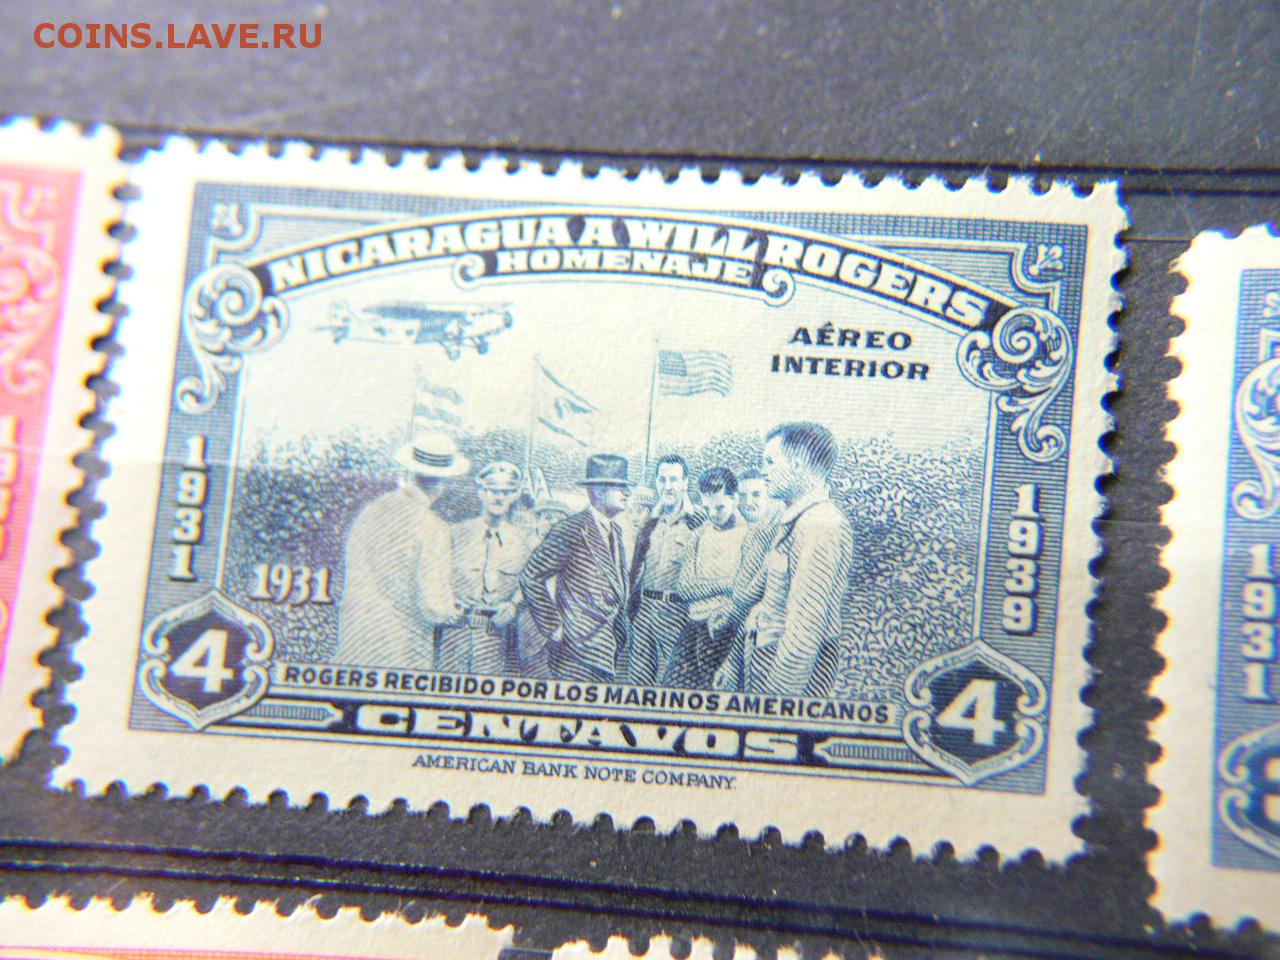 COINS.LAVE.RU
NICARAGUA A WILL ROGERS
HOMENAJE
AÉREO
INTERIOR
1931
1939
1931
4
4
ROGERS RECIBIDO POR LOS MARINOS AMERICANOS
CENTAVOS
AMERICAN BANK NOTE COMPANY.
1931